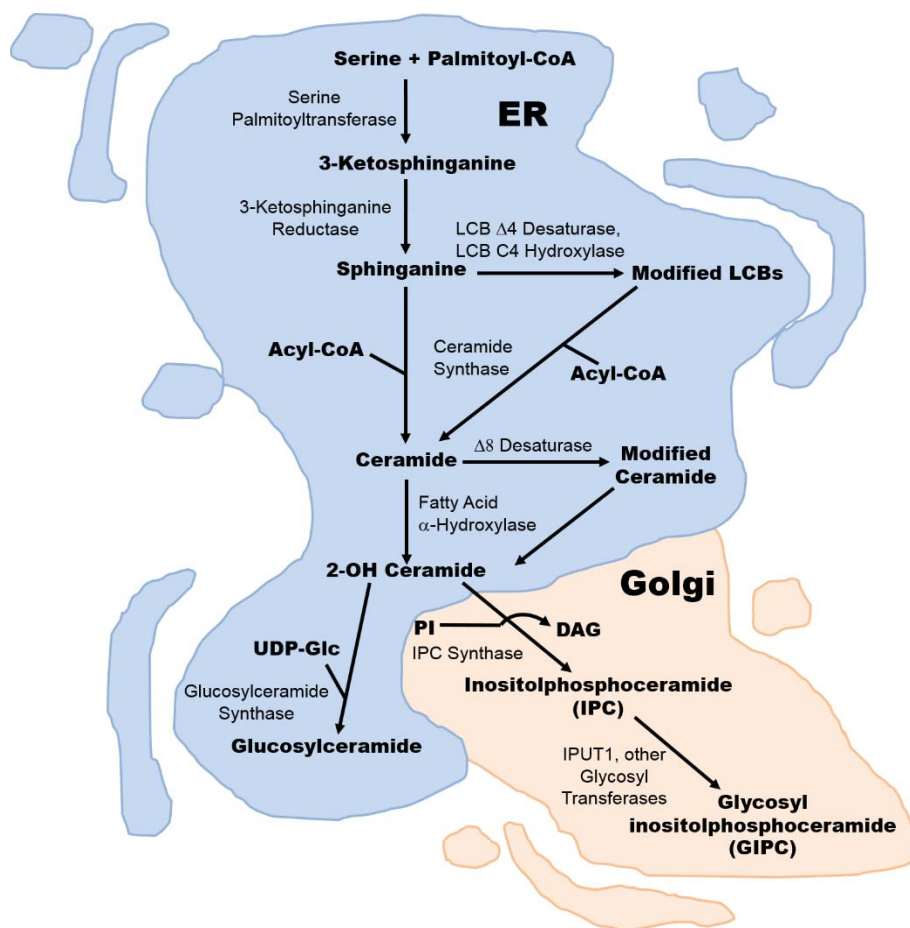 Serine + Palmitoyl-CoA
Serine
Palmitoyltransferase
ER
3-Ketosphinganine
3-Ketosphinganine
Reductase
LCB Δ4 Desaturase,
LCB C4 Hydroxylase
Sphinganine
Modified LCBs
Acyl-CoA
Ceramide
Synthase
Acyl-CoA
Ceramide
Δ8 Desaturase
Modified
Ceramide
Fatty Acid
α-Hydroxylase
2-OH Ceramide
Golgi
PI
DAG
IPC Synthase
UDP-Glc
Glucosylceramide
Synthase
Glucosylceramide
Inositolphosphoceramide
(IPC)
IPUT1, other
Glycosyl
Transferases
Glycosyl
inositolphosphoceramide
(GIPC)